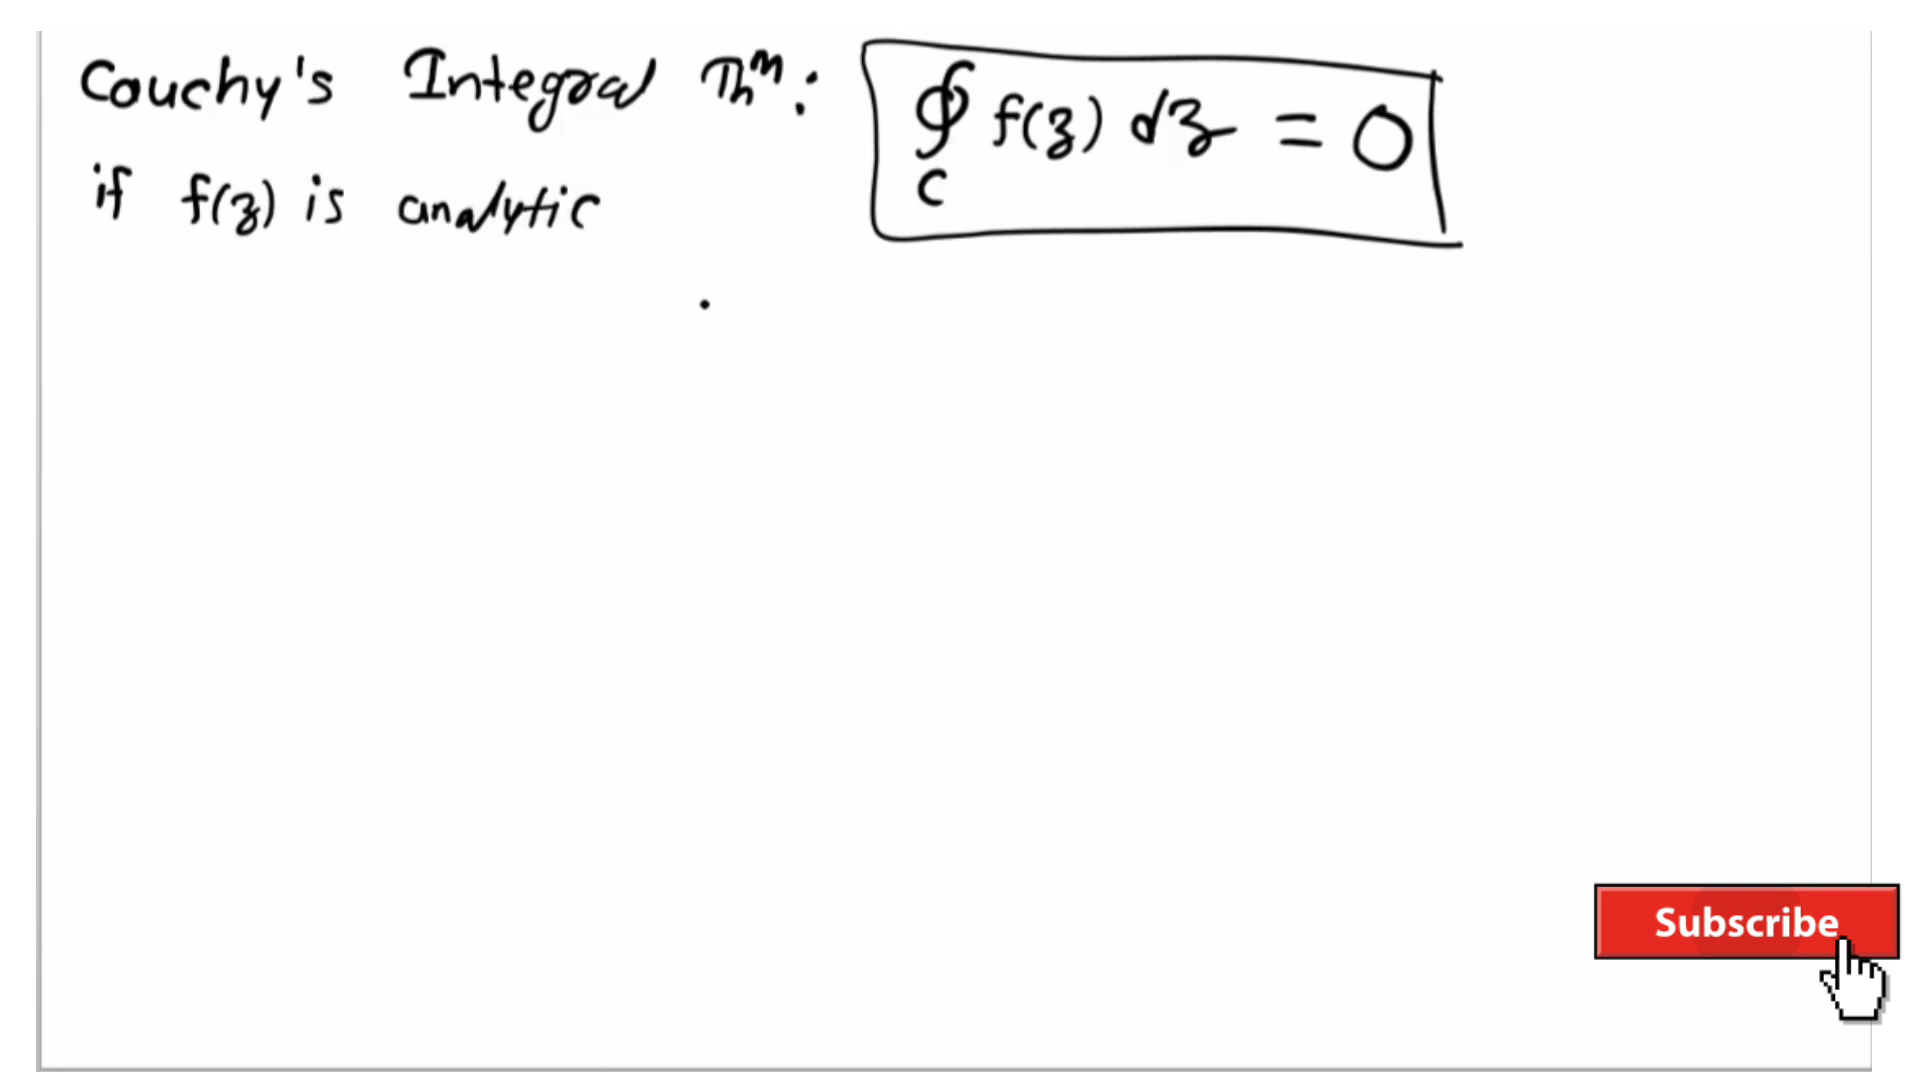 Cauchy's Integral Thᵐ: ∮_C f(z) dz = 0
if f(z) is analytic
Subscribe